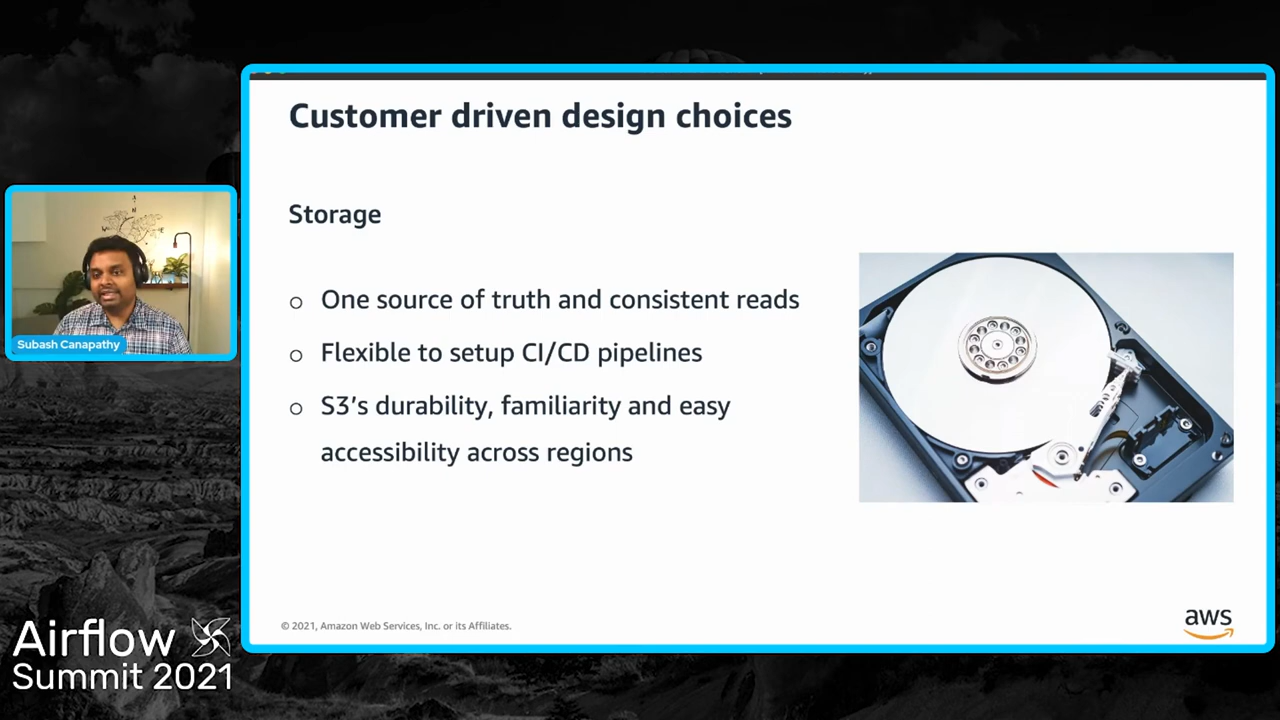 Customer driven design choices
Storage
One source of truth and consistent reads
Flexible to setup CI/CD pipelines
S3's durability, familiarity and easy
accessibility across regions
© 2021, Amazon Web Services, Inc. or its Affiliates.
aws
Subash Canapathy
Airflow
Summit 2021